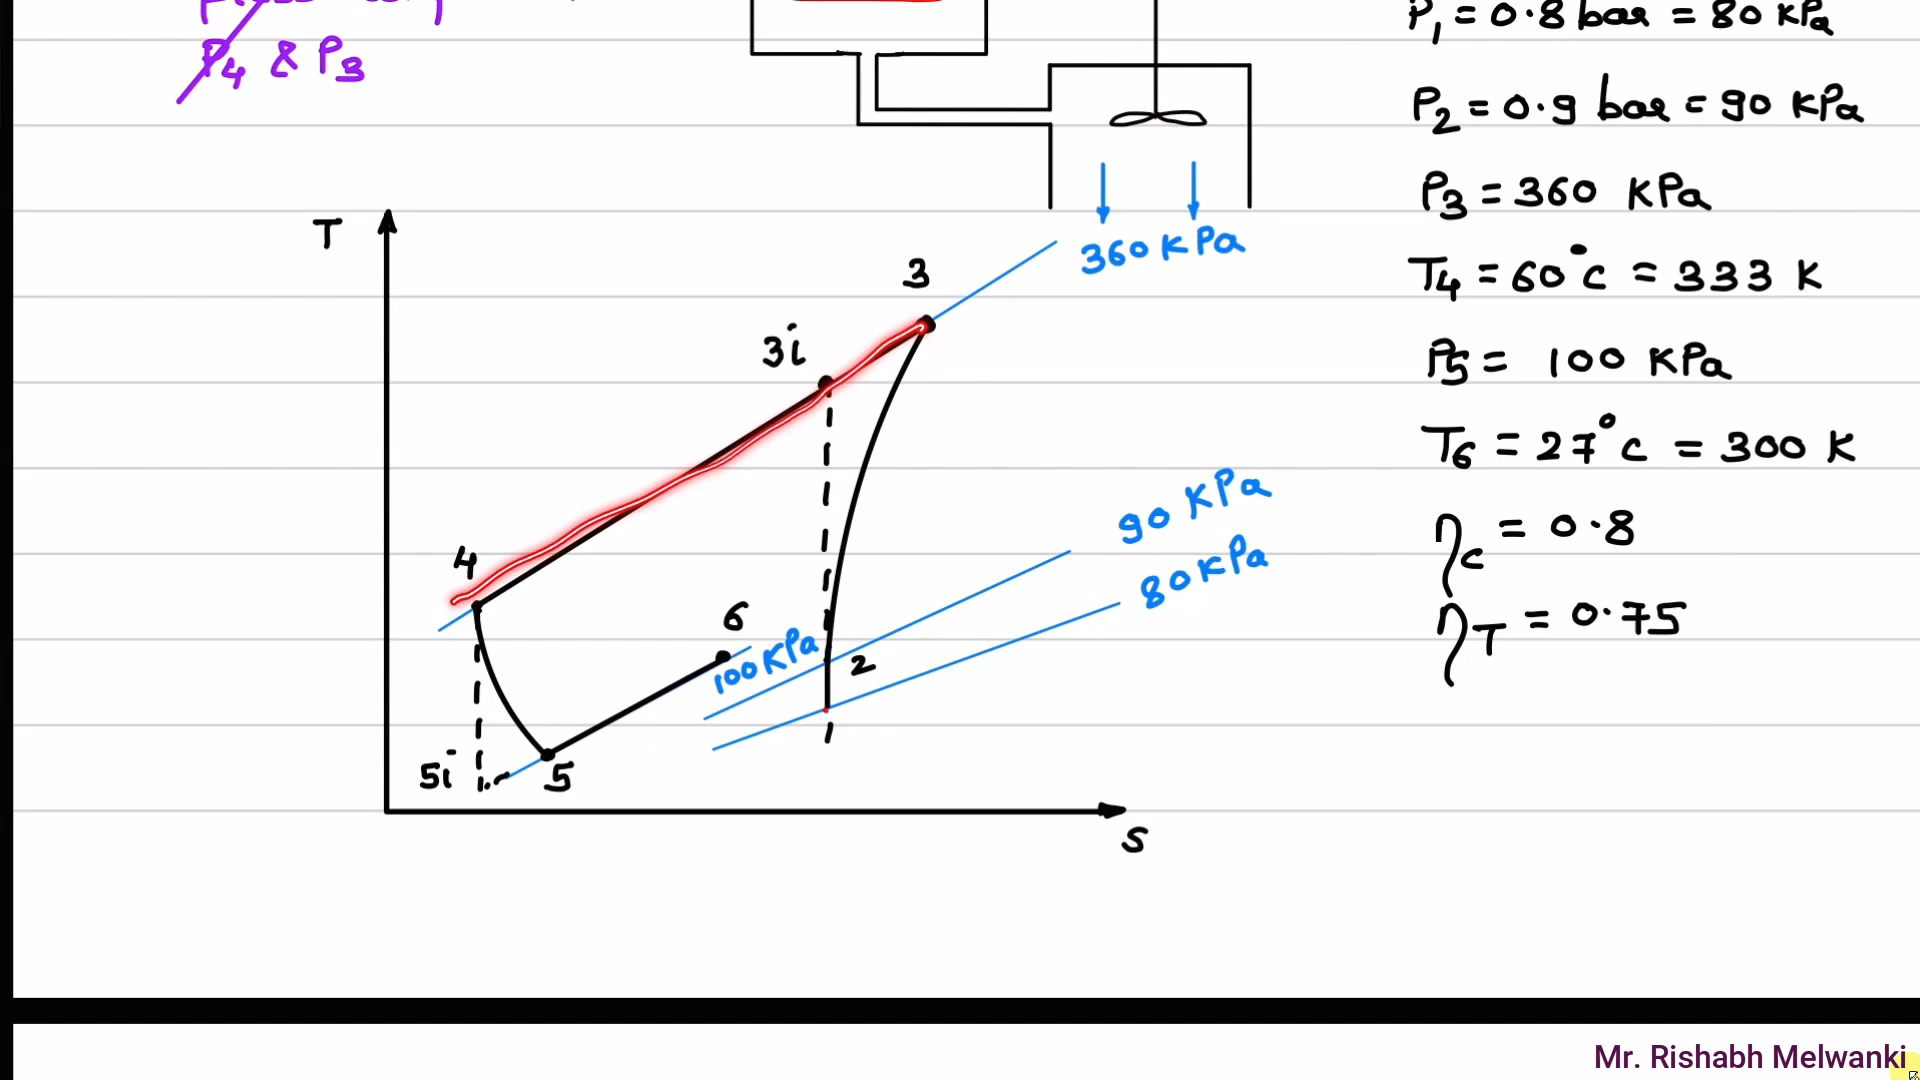 P4 & P3
P1 = 0.8 bar = 80 kPa
P2 = 0.9 bar = 90 kPa
P3 = 360 kPa
T4 = 60°c = 333 K
P5 = 100 kPa
T6 = 27°c = 300 K
ηc = 0.8
ηT = 0.75
T
360 kPa
3
3i
4
90 kPa
80 kPa
6
100 kPa
2
5i
5
S
Mr. Rishabh Melwanki